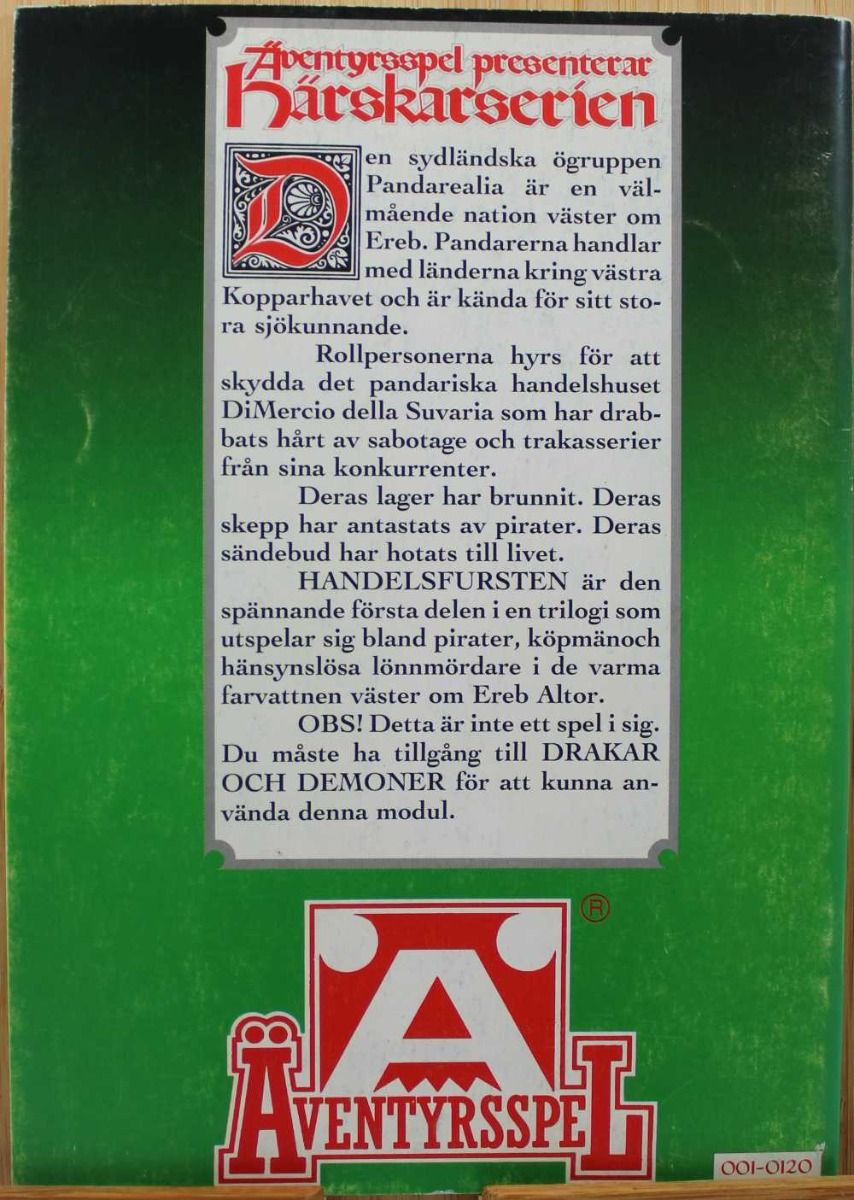 Äventyrsspel presenterar
härskarserien
Den sydländska ögruppen
Pandarealia är en väl-
mående nation väster om
Ereb. Pandarerna handlar
med länderna kring västra
Kopparhavet och är kända för sitt sto-
ra sjökunnande.
Rollpersonerna hyrs för att
skydda det pandariska handelshuset
DiMercio della Suvaria som har drab-
bats hårt av sabotage och trakasserier
från sina konkurrenter.
Deras lager har brunnit. Deras
skepp har antastats av pirater. Deras
sändebud har hotats till livet.
HANDELSFURSTEN är den
spännande första delen i en trilogi som
utspelar sig bland pirater, köpmänoch
hänsynslösa lönnmördare i de varma
farvattnen väster om Ereb Altor.
OBS! Detta är inte ett spel i sig.
Du måste ha tillgång till DRAKAR
OCH DEMONER för att kunna an-
vända denna modul.
®
A
ÄVENTYRSSPEL
001-0120